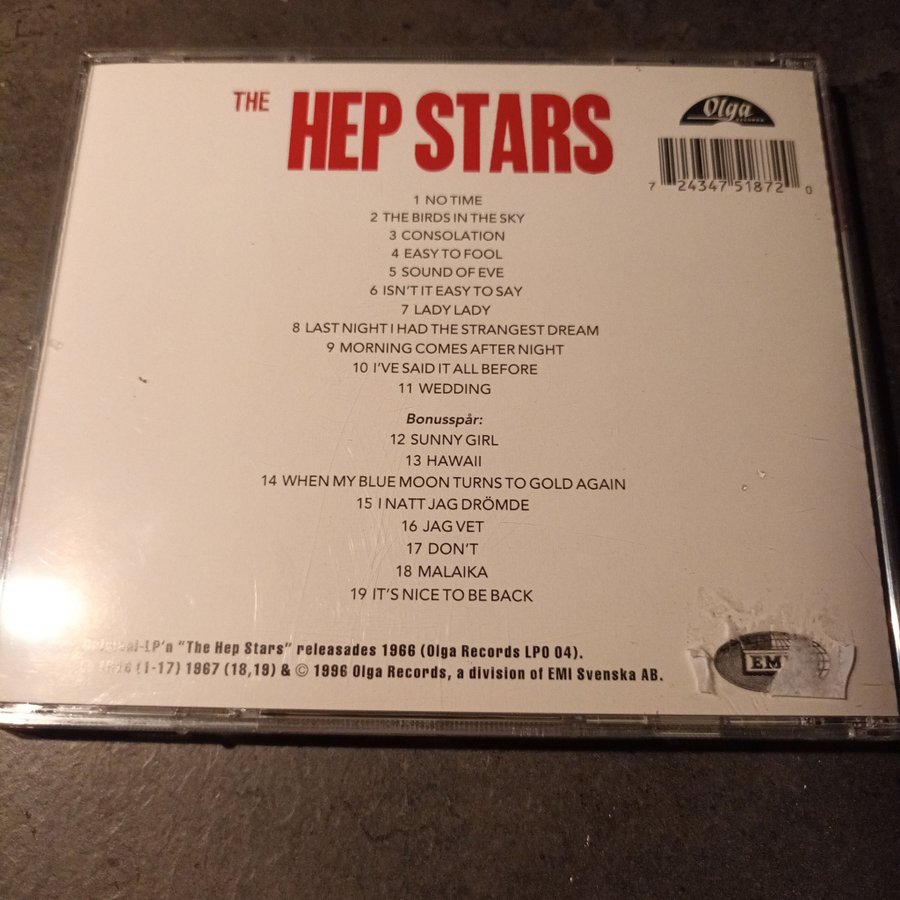 THE HEP STARS
Olga
RECORDS
7 24347 51872 0
1 NO TIME
2 THE BIRDS IN THE SKY
3 CONSOLATION
4 EASY TO FOOL
5 SOUND OF EVE
6 ISN'T IT EASY TO SAY
7 LADY LADY
8 LAST NIGHT I HAD THE STRANGEST DREAM
9 MORNING COMES AFTER NIGHT
10 I'VE SAID IT ALL BEFORE
11 WEDDING
Bonusspår:
12 SUNNY GIRL
13 HAWAII
14 WHEN MY BLUE MOON TURNS TO GOLD AGAIN
15 I NATT JAG DRÖMDE
16 JAG VET
17 DON'T
18 MALAIKA
19 IT'S NICE TO BE BACK
"The Hep Stars" releasades 1966 (Olga Records LPO 04).
(1-17) 1967 (18,19) & © 1996 Olga Records, a division of EMI Svenska AB.